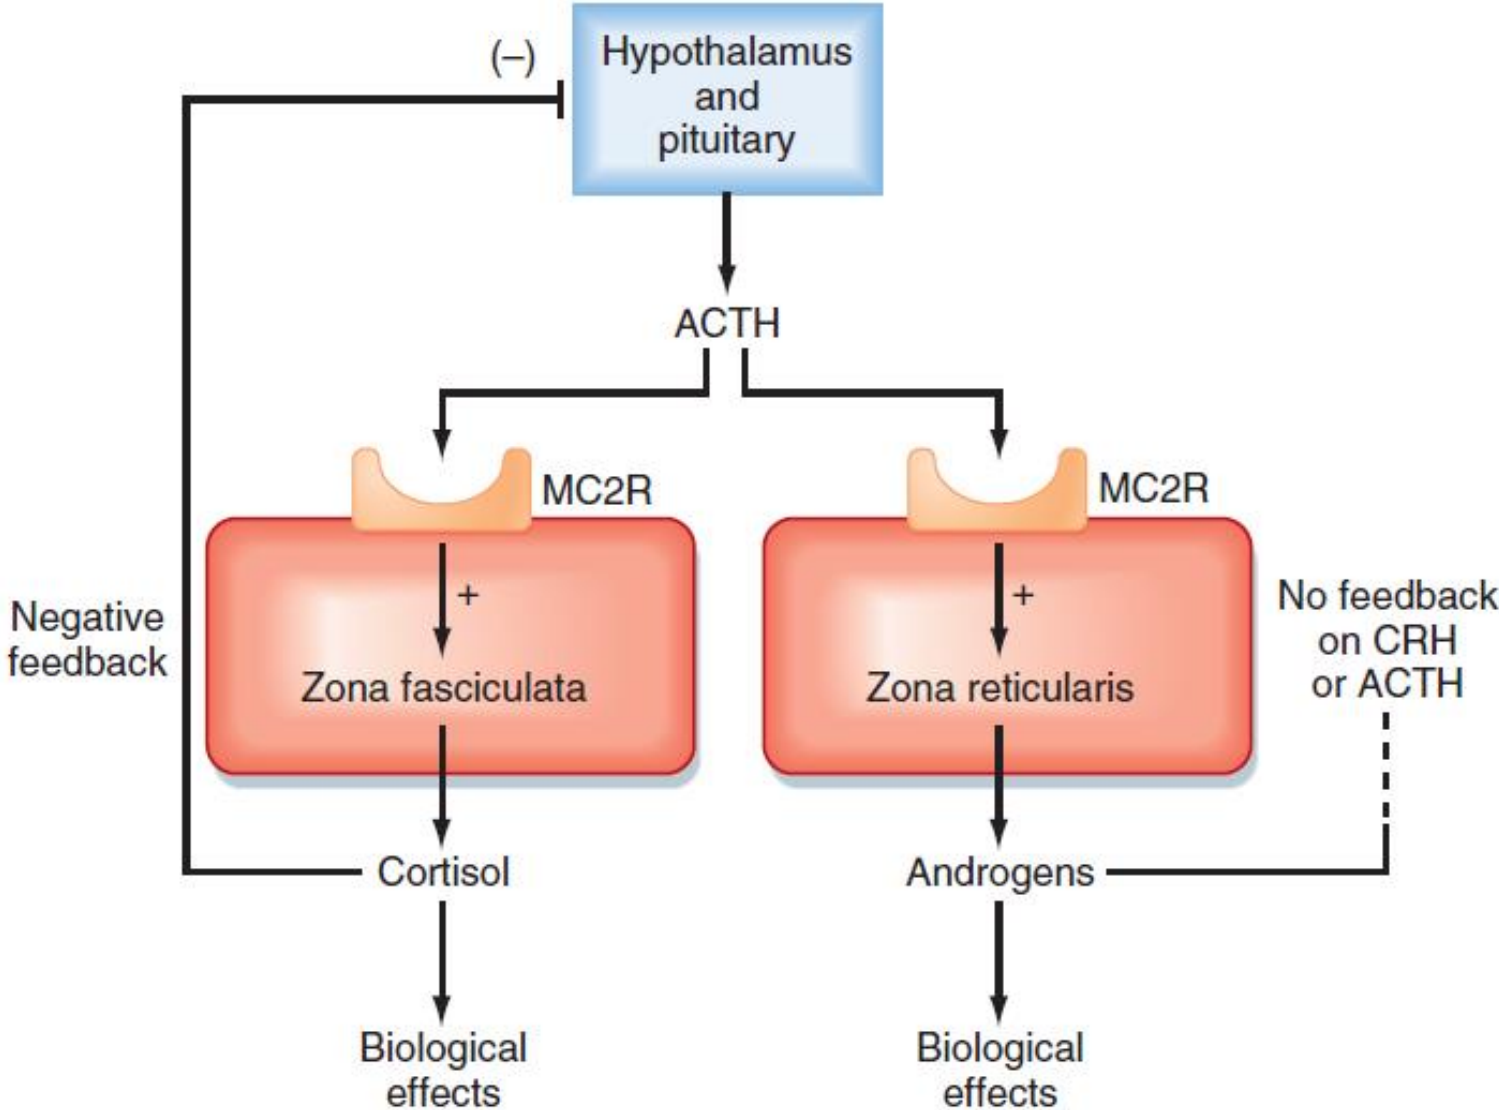 (–)
Hypothalamus
and
pituitary
ACTH
MC2R
MC2R
+
+
Negative
feedback
Zona fasciculata
Zona reticularis
No feedback
on CRH
or ACTH
Cortisol
Androgens
Biological
effects
Biological
effects